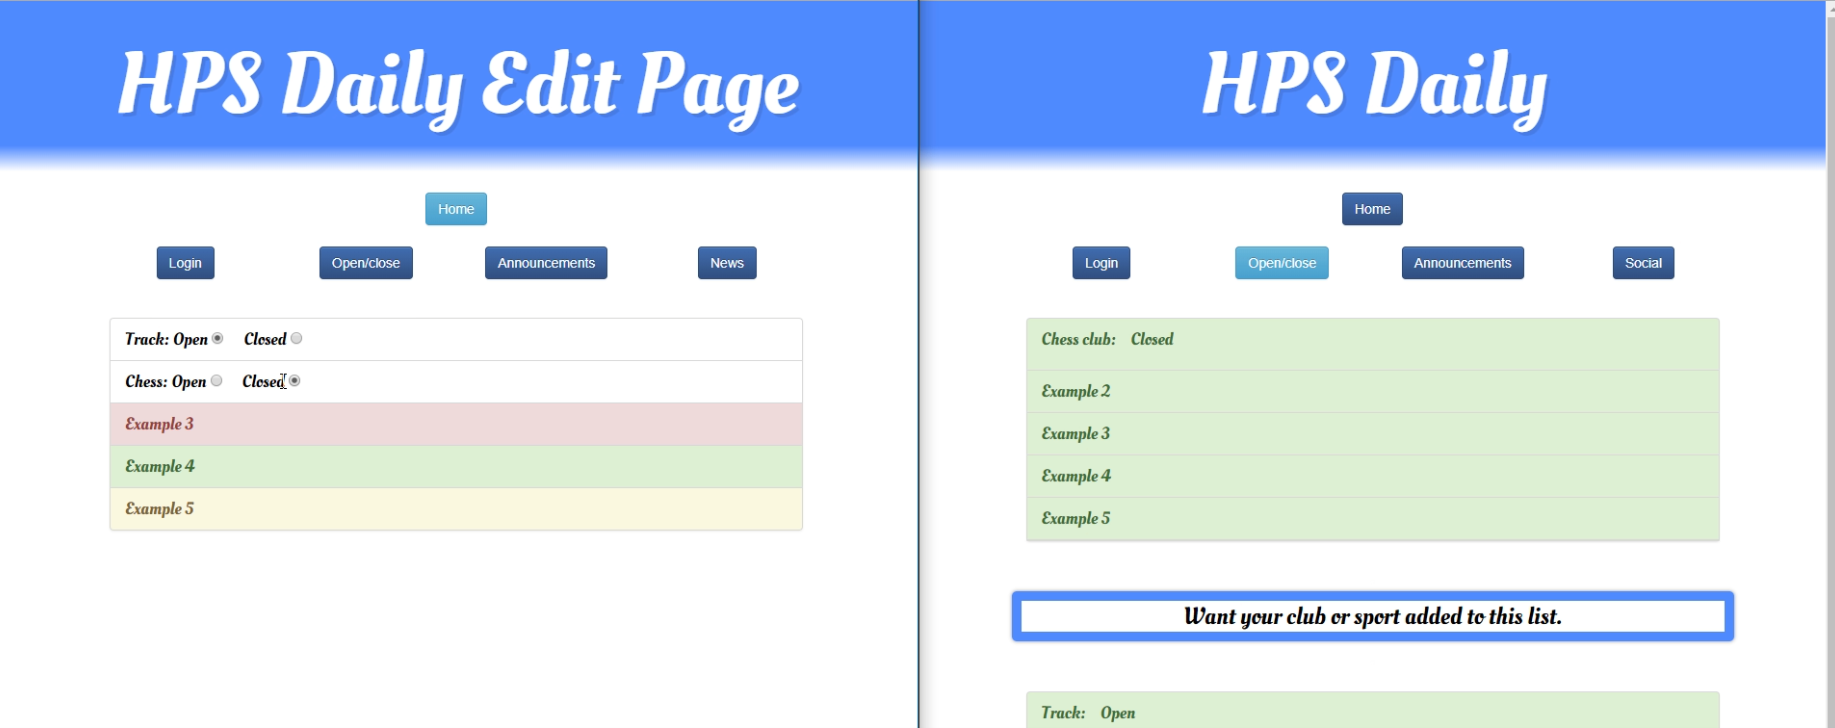 HPS Daily Edit Page
Home
Login Open/close Announcements News
Track: Open Closed
Chess: Open Closed
Example 3
Example 4
Example 5
HPS Daily
Home
Login Open/close Announcements Social
Chess club: Closed
Example 2
Example 3
Example 4
Example 5
Want your club or sport added to this list.
Track: Open